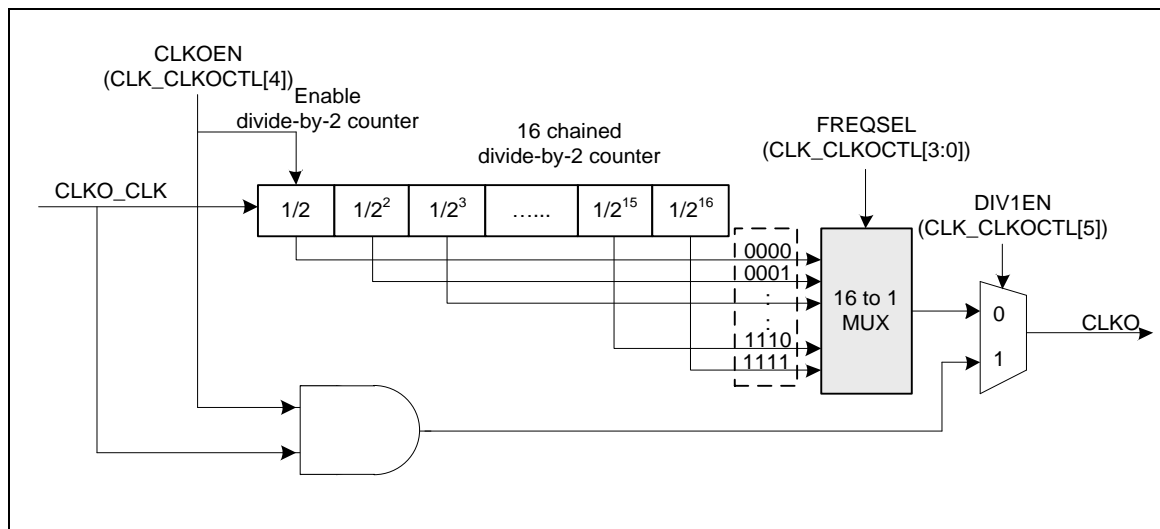 CLKOEN
(CLK_CLKOCTL[4])
Enable
divide-by-2 counter
16 chained
divide-by-2 counter
FREQSEL
(CLK_CLKOCTL[3:0])
DIV1EN
(CLK_CLKOCTL[5])
CLKO_CLK
1/2 1/2² 1/2³ …... 1/2¹⁵ 1/2¹⁶
0000
0001
:
:
1110
1111
16 to 1
MUX
0
1
CLKO